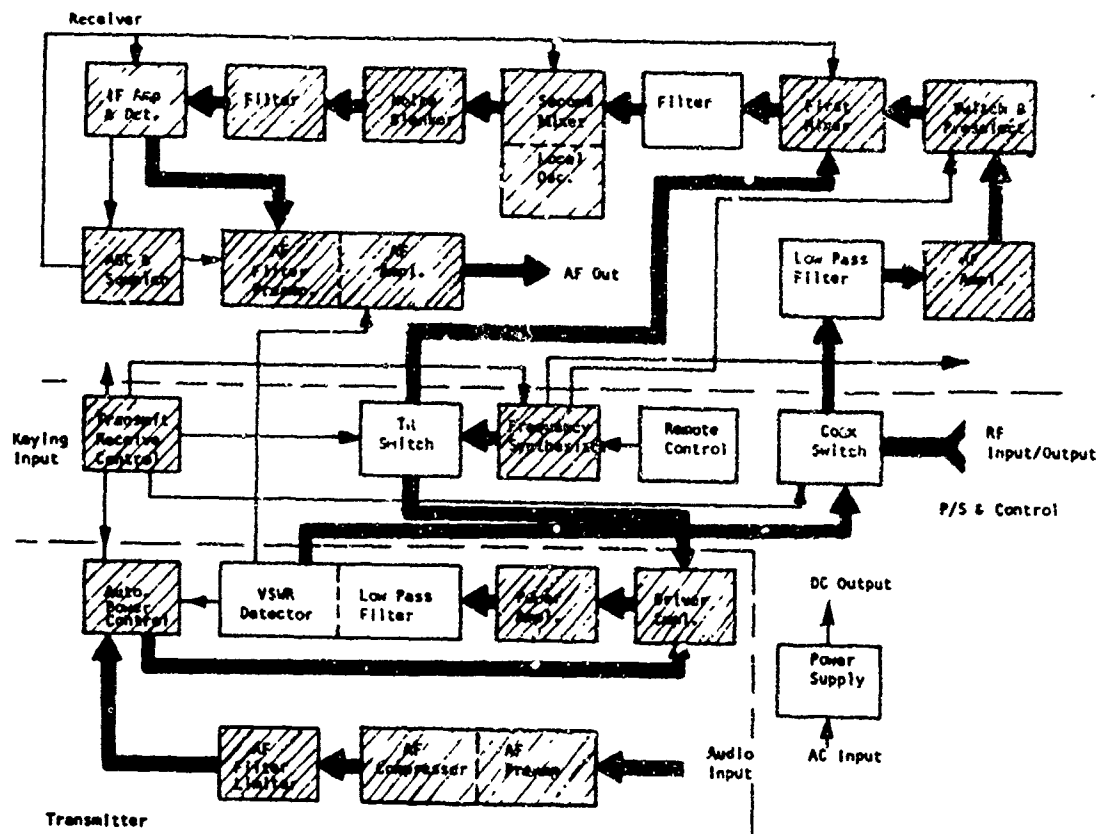 Receiver
IF Amp
& Det.
Filter
Noise
Blanker
Second
Mixer
Local
Osc.
Filter
First
Mixer
Switch &
Preselect
AGC &
AF
Filter
Preamp.
AF
Ampl.
AF Out
Low Pass
Filter
RF
Ampl.
Keying
Input
Transmit
Receive
Control
Switch
Frequency
Remote
Control
Coax
Switch
RF
Input/Output
P/S & Control
Auto.
Power
Control
VSWR
Detector
Low Pass
Filter
Power
Ampl.
Driver
Ampl.
DC Output
Power
Supply
AC Input
AF
Filter
Limiter
AF
Compressor
AF
Preamp
Audio
Input
Transmitter